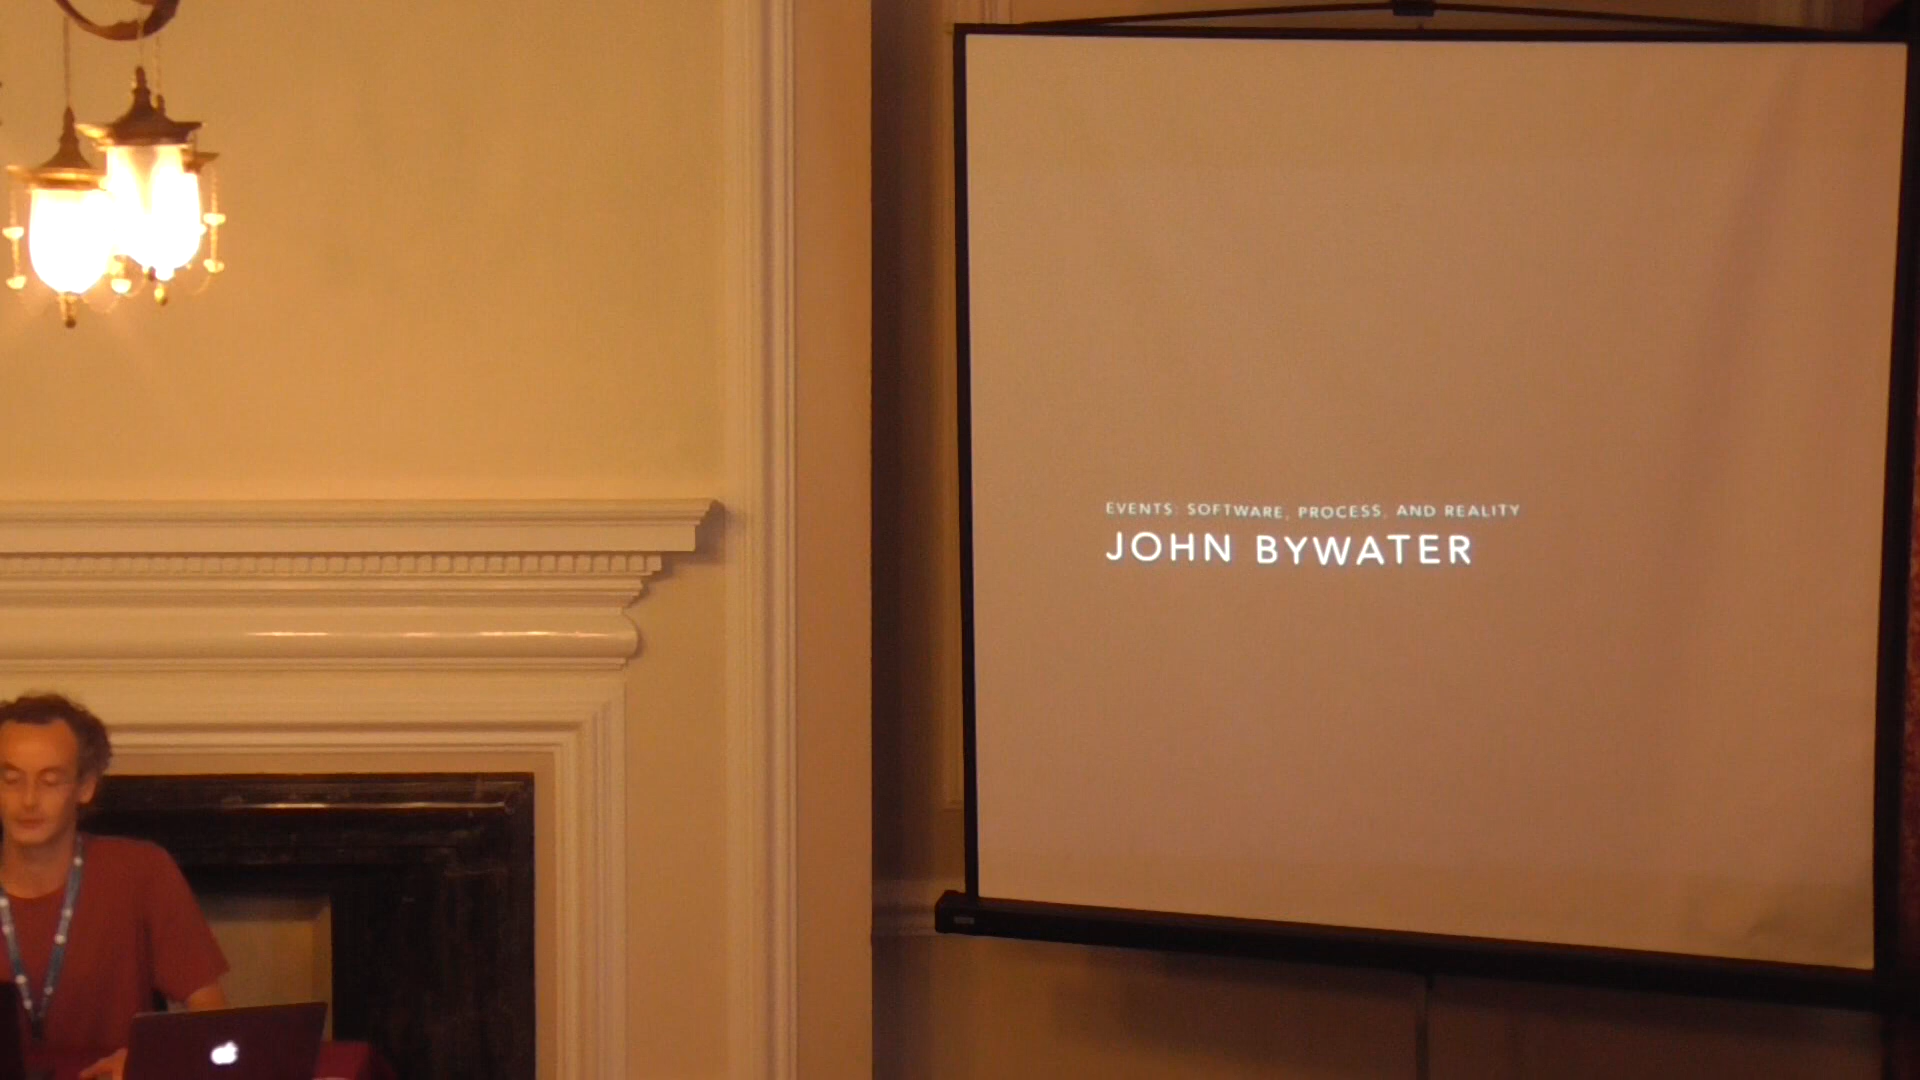 EVENTS: SOFTWARE, PROCESS, AND REALITY
JOHN BYWATER